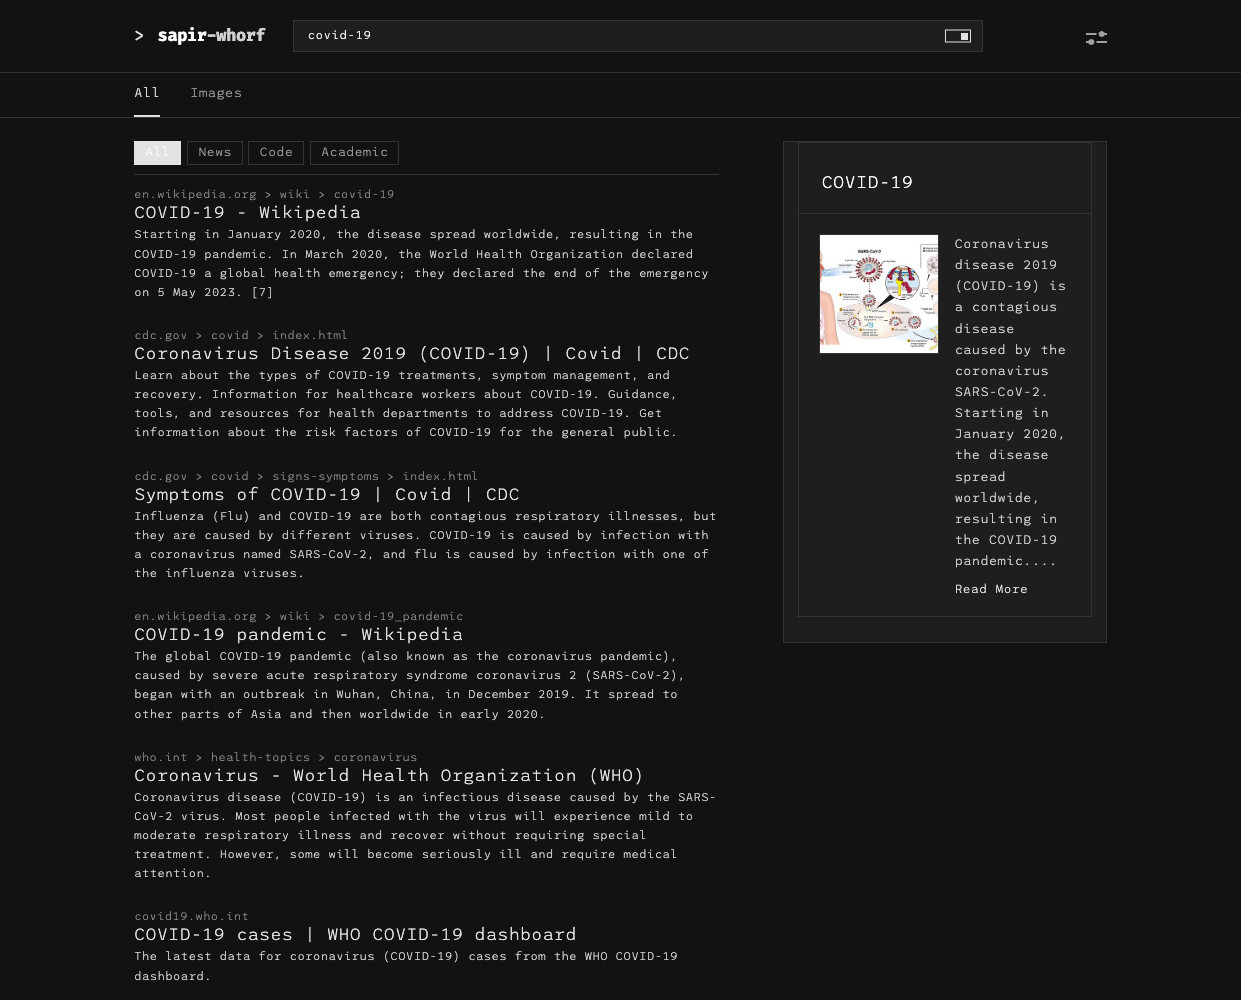 > sapir-whorf
covid-19
All Images
All News Code Academic
en.wikipedia.org > wiki > covid-19
COVID-19 - Wikipedia
Starting in January 2020, the disease spread worldwide, resulting in the
COVID-19 pandemic. In March 2020, the World Health Organization declared
COVID-19 a global health emergency; they declared the end of the emergency
on 5 May 2023. [7]
cdc.gov > covid > index.html
Coronavirus Disease 2019 (COVID-19) | Covid | CDC
Learn about the types of COVID-19 treatments, symptom management, and
recovery. Information for healthcare workers about COVID-19. Guidance,
tools, and resources for health departments to address COVID-19. Get
information about the risk factors of COVID-19 for the general public.
cdc.gov > covid > signs-symptoms > index.html
Symptoms of COVID-19 | Covid | CDC
Influenza (Flu) and COVID-19 are both contagious respiratory illnesses, but
they are caused by different viruses. COVID-19 is caused by infection with
a coronavirus named SARS-CoV-2, and flu is caused by infection with one of
the influenza viruses.
en.wikipedia.org > wiki > covid-19_pandemic
COVID-19 pandemic - Wikipedia
The global COVID-19 pandemic (also known as the coronavirus pandemic),
caused by severe acute respiratory syndrome coronavirus 2 (SARS-CoV-2),
began with an outbreak in Wuhan, China, in December 2019. It spread to
other parts of Asia and then worldwide in early 2020.
who.int > health-topics > coronavirus
Coronavirus - World Health Organization (WHO)
Coronavirus disease (COVID-19) is an infectious disease caused by the SARS-
CoV-2 virus. Most people infected with the virus will experience mild to
moderate respiratory illness and recover without requiring special
treatment. However, some will become seriously ill and require medical
attention.
covid19.who.int
COVID-19 cases | WHO COVID-19 dashboard
The latest data for coronavirus (COVID-19) cases from the WHO COVID-19
dashboard.
COVID-19
SARS-CoV-2
Coronavirus
disease 2019
(COVID-19) is
a contagious
disease
caused by the
coronavirus
SARS-CoV-2.
Starting in
January 2020,
the disease
spread
worldwide,
resulting in
the COVID-19
pandemic....
Read More